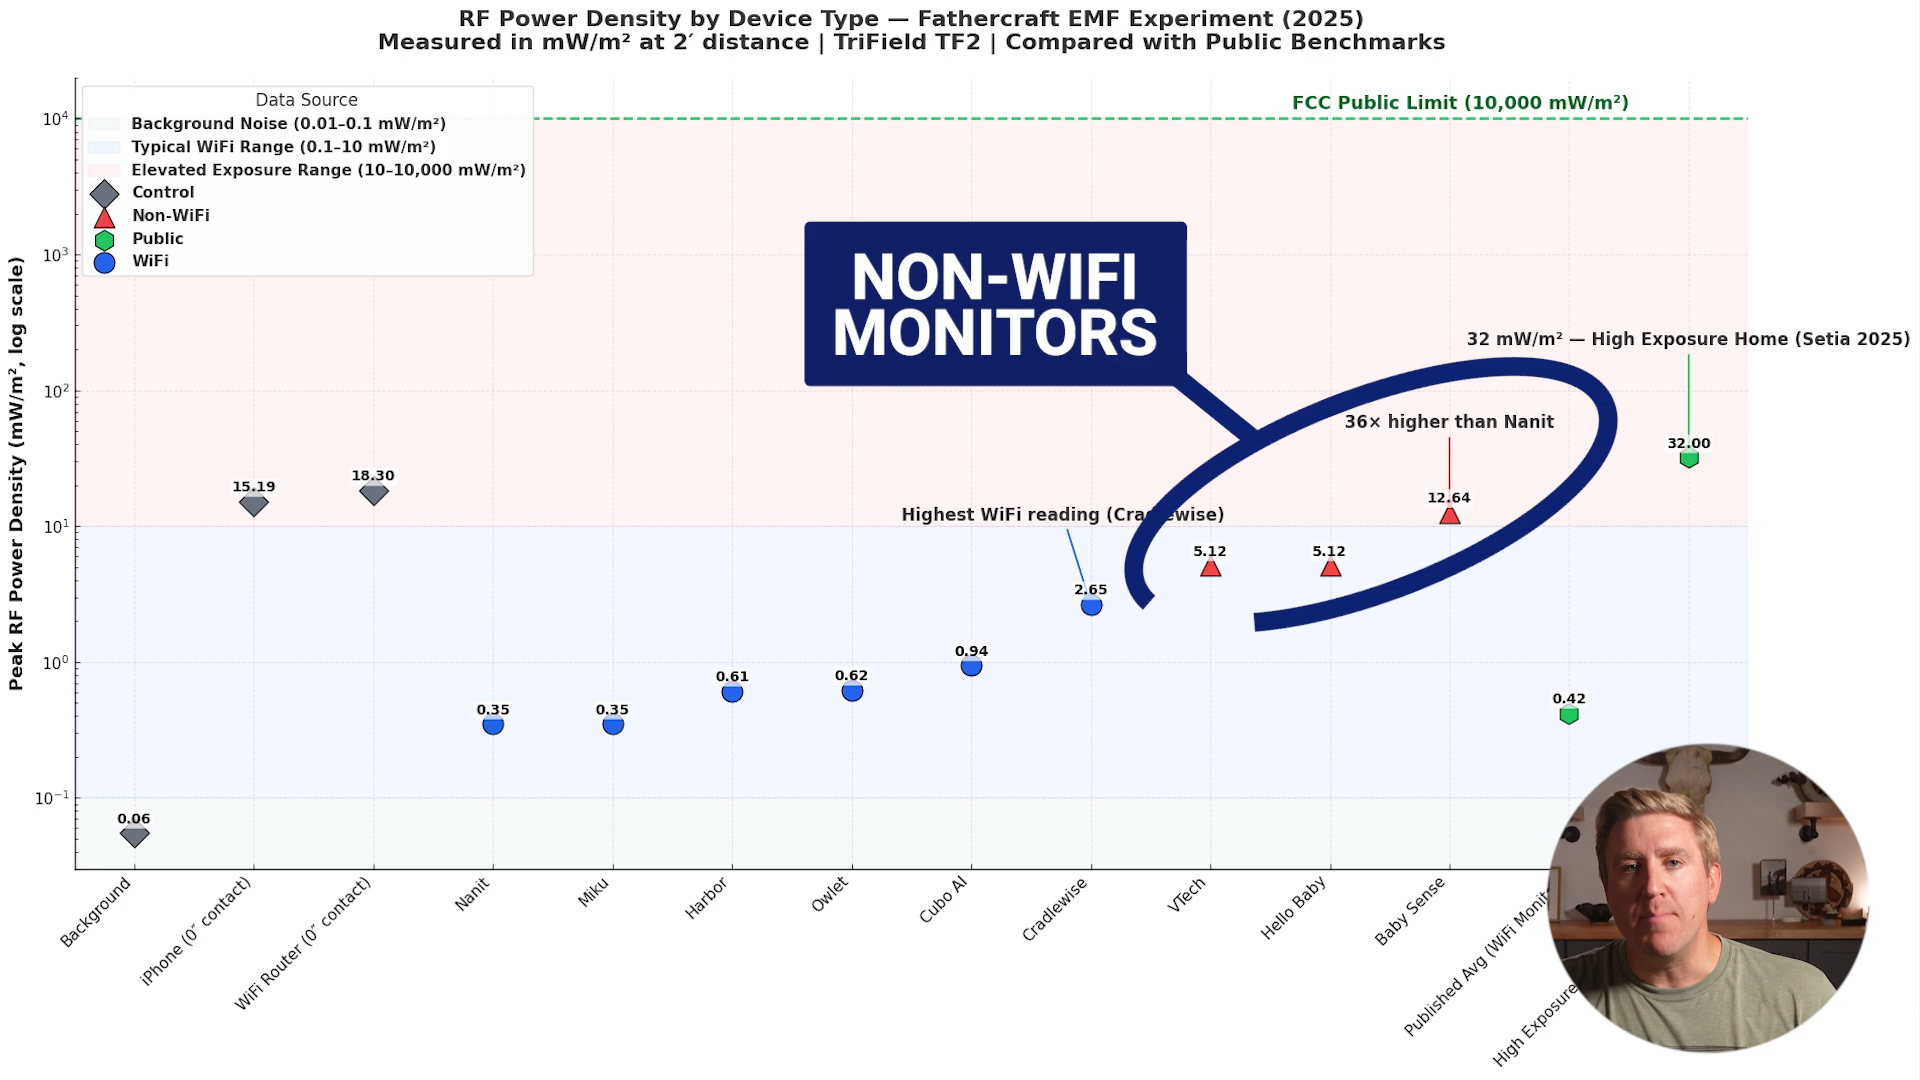 RF Power Density by Device Type — Fathercraft EMF Experiment (2025)
Measured in mW/m² at 2′ distance | TriField TF2 | Compared with Public Benchmarks
Peak RF Power Density (mW/m², log scale)
10⁴
10³
10²
10¹
10⁰
10⁻¹
Data Source
Background Noise (0.01–0.1 mW/m²)
Typical WiFi Range (0.1–10 mW/m²)
Elevated Exposure Range (10–10,000 mW/m²)
Control
Non-WiFi
Public
WiFi
FCC Public Limit (10,000 mW/m²)
NON-WIFI
MONITORS
32 mW/m² — High Exposure Home (Setia 2025)
36× higher than Nanit
Highest WiFi reading (Cradlewise)
0.06
15.19
18.30
0.35
0.35
0.61
0.62
0.94
2.65
5.12
5.12
12.64
0.42
32.00
Background
iPhone (0″ contact)
WiFi Router (0″ contact)
Nanit
Miku
Harbor
Owlet
Cubo AI
Cradlewise
VTech
Hello Baby
Baby Sense
Published Avg (WiFi
High Exposure